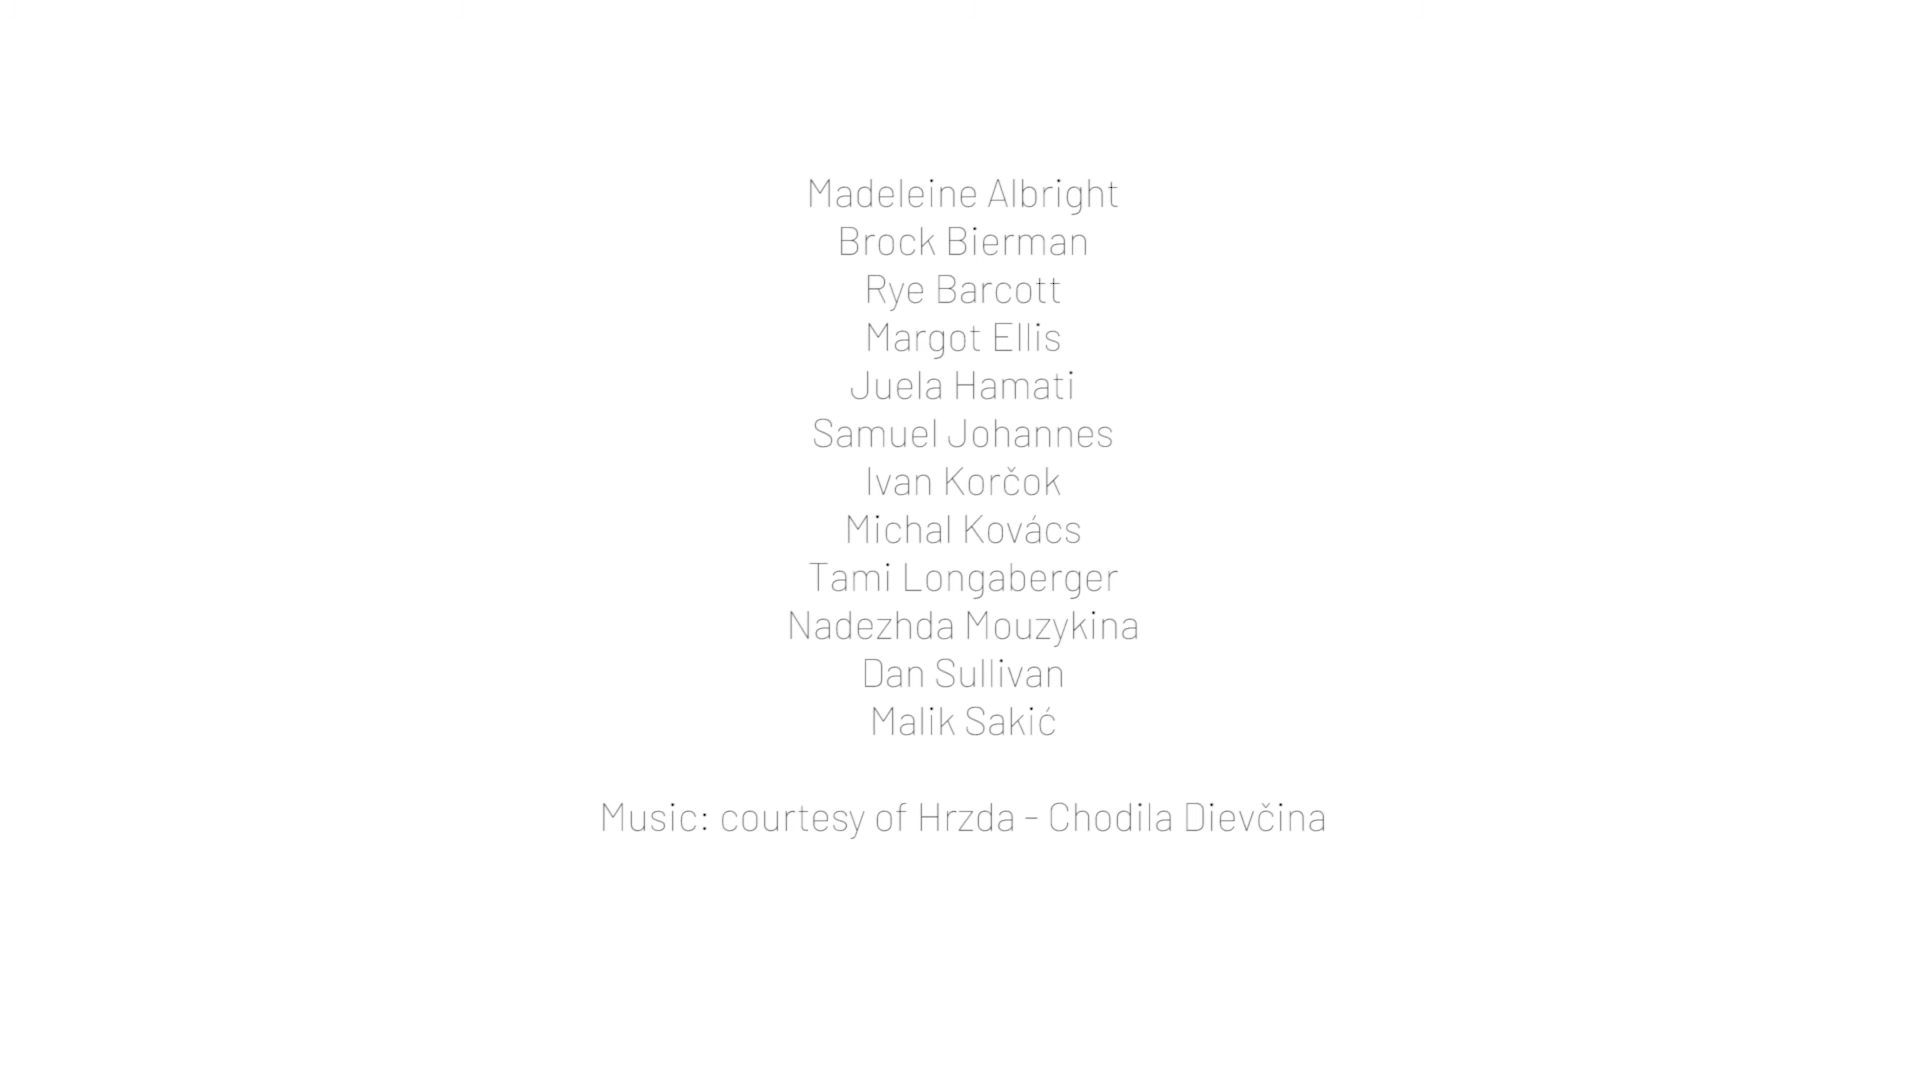 Madeleine Albright
Brock Bierman
Rye Barcott
Margot Ellis
Juela Hamati
Samuel Johannes
Ivan Korčok
Michal Kovács
Tami Longaberger
Nadezhda Mouzykina
Dan Sullivan
Malik Sakić
Music: courtesy of Hrzda - Chodila Dievčina